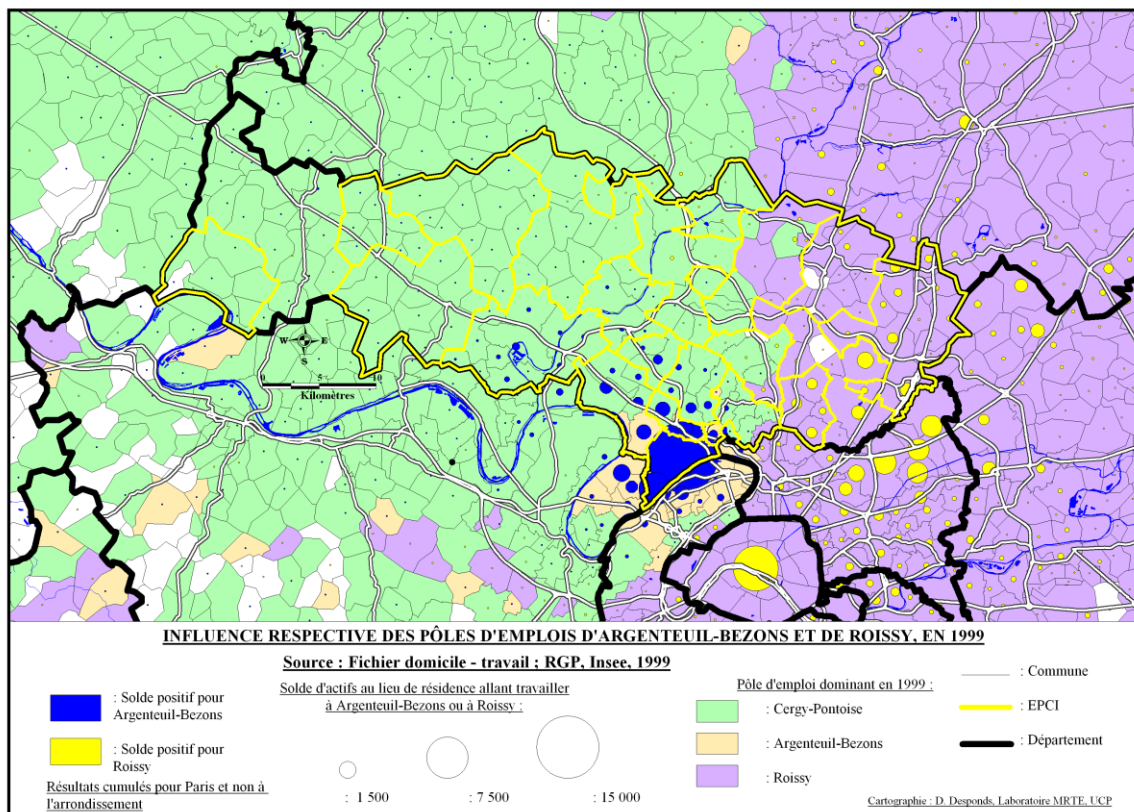 W E
S
0 5 10
Kilomètres
INFLUENCE RESPECTIVE DES PÔLES D'EMPLOIS D'ARGENTEUIL-BEZONS ET DE ROISSY, EN 1999
Source : Fichier domicile - travail ; RGP, Insee, 1999
: Solde positif pour
Argenteuil-Bezons
: Solde positif pour
Roissy
Résultats cumulés pour Paris et non à
l'arrondissement
Solde d'actifs au lieu de résidence allant travailler
à Argenteuil-Bezons ou à Roissy :
: 1 500 : 7 500 : 15 000
Pôle d'emploi dominant en 1999 :
: Cergy-Pontoise
: Argenteuil-Bezons
: Roissy
: Commune
: EPCI
: Département
Cartographie : D. Desponds, Laboratoire MRTE, UCP